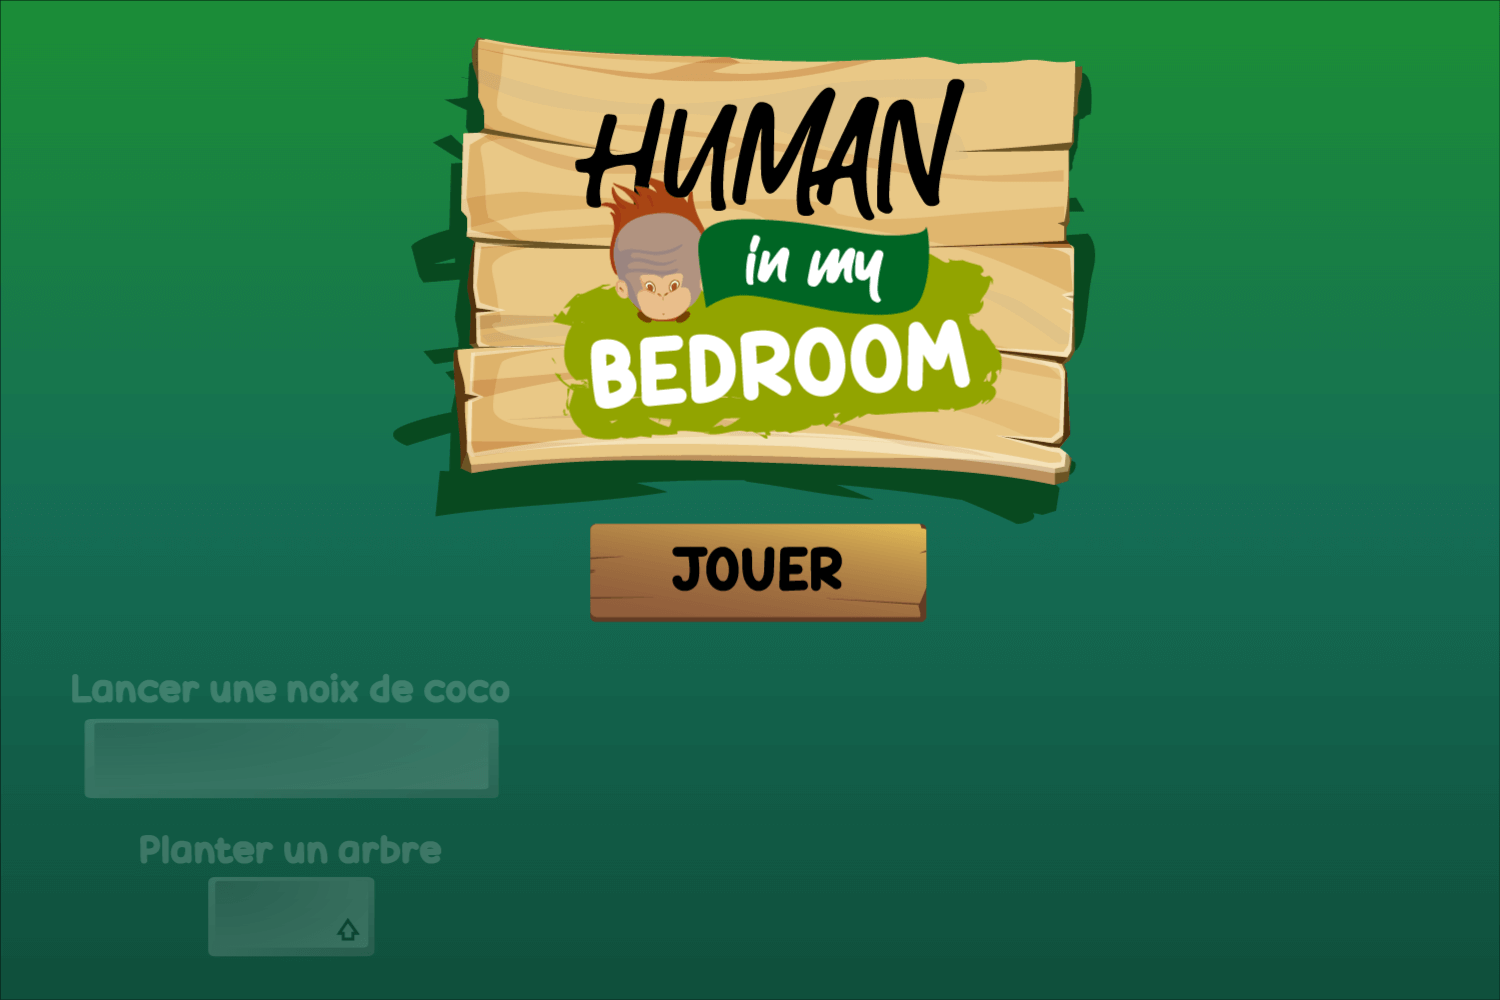 HUMAN
in my
BEDROOM
JOUER
Lancer une noix de coco
Planter un arbre